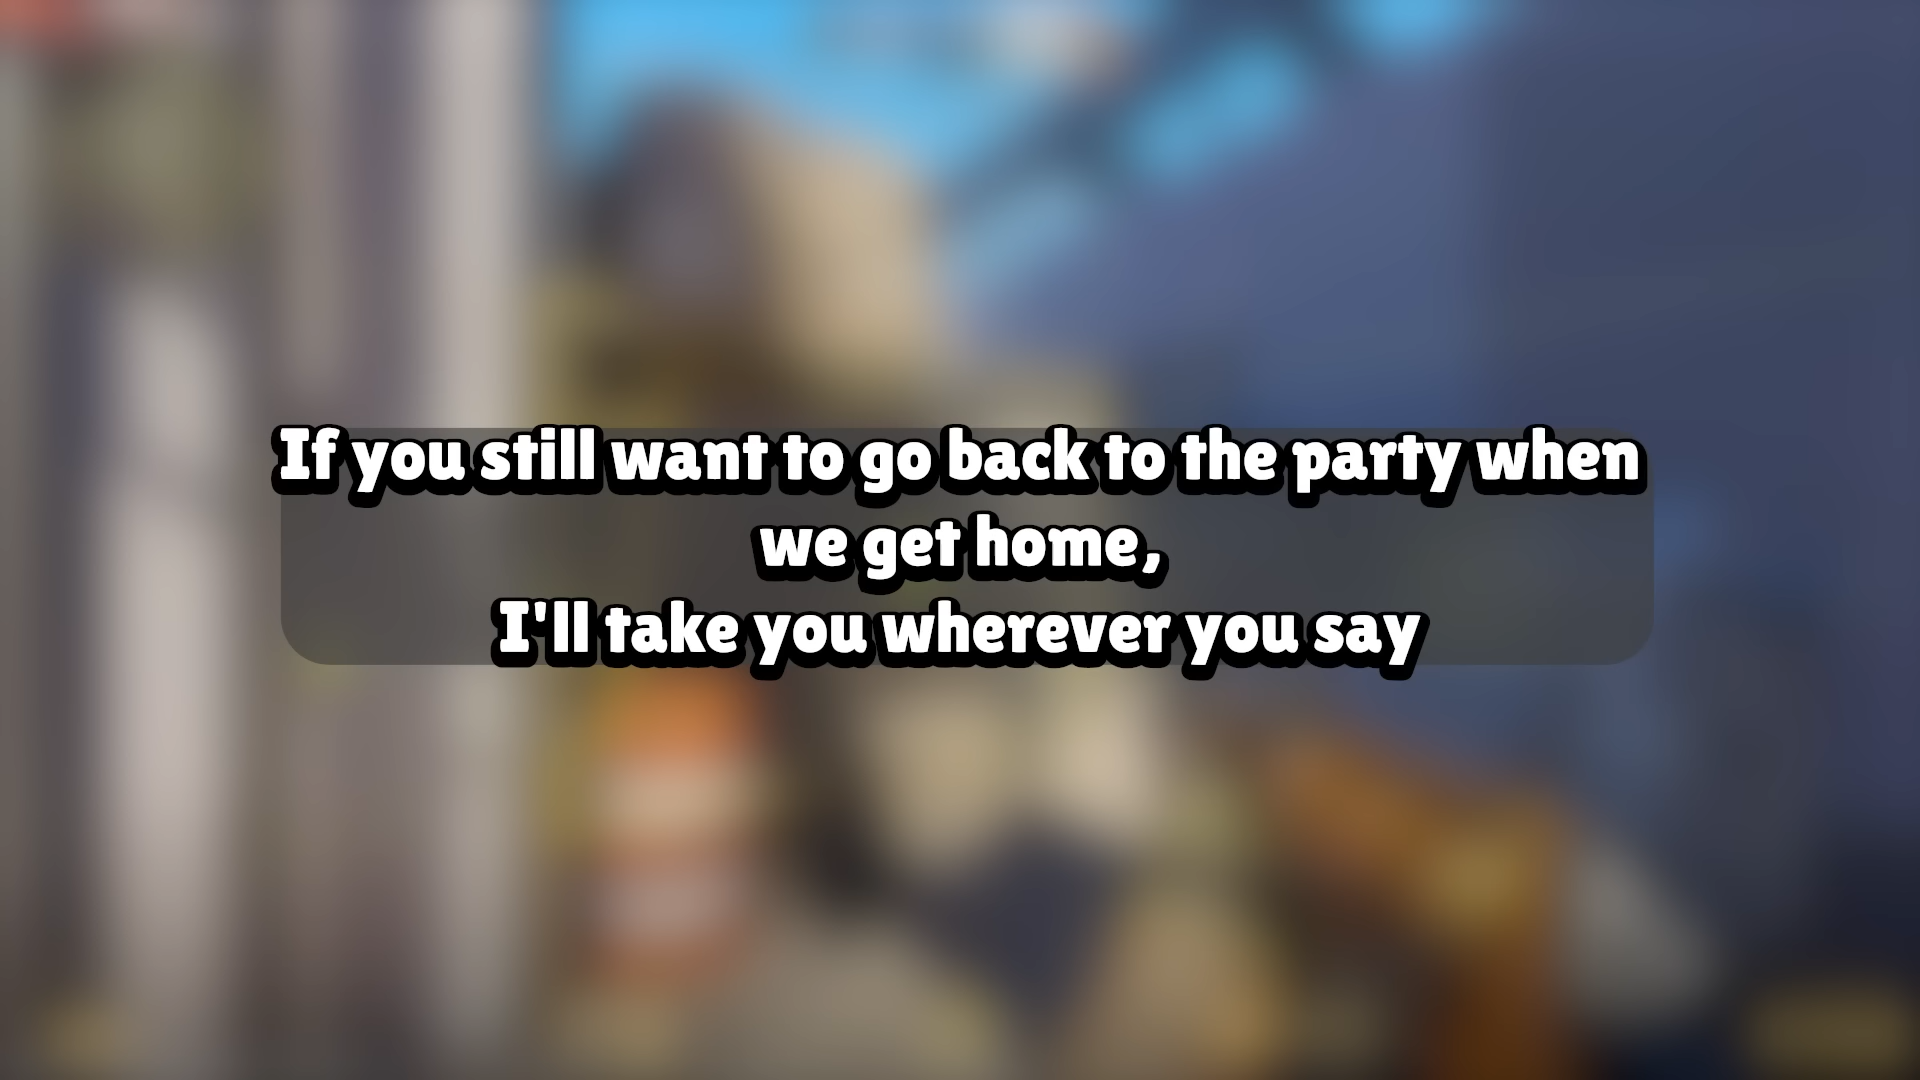 If you still want to go back to the party when
we get home,
I'll take you wherever you say